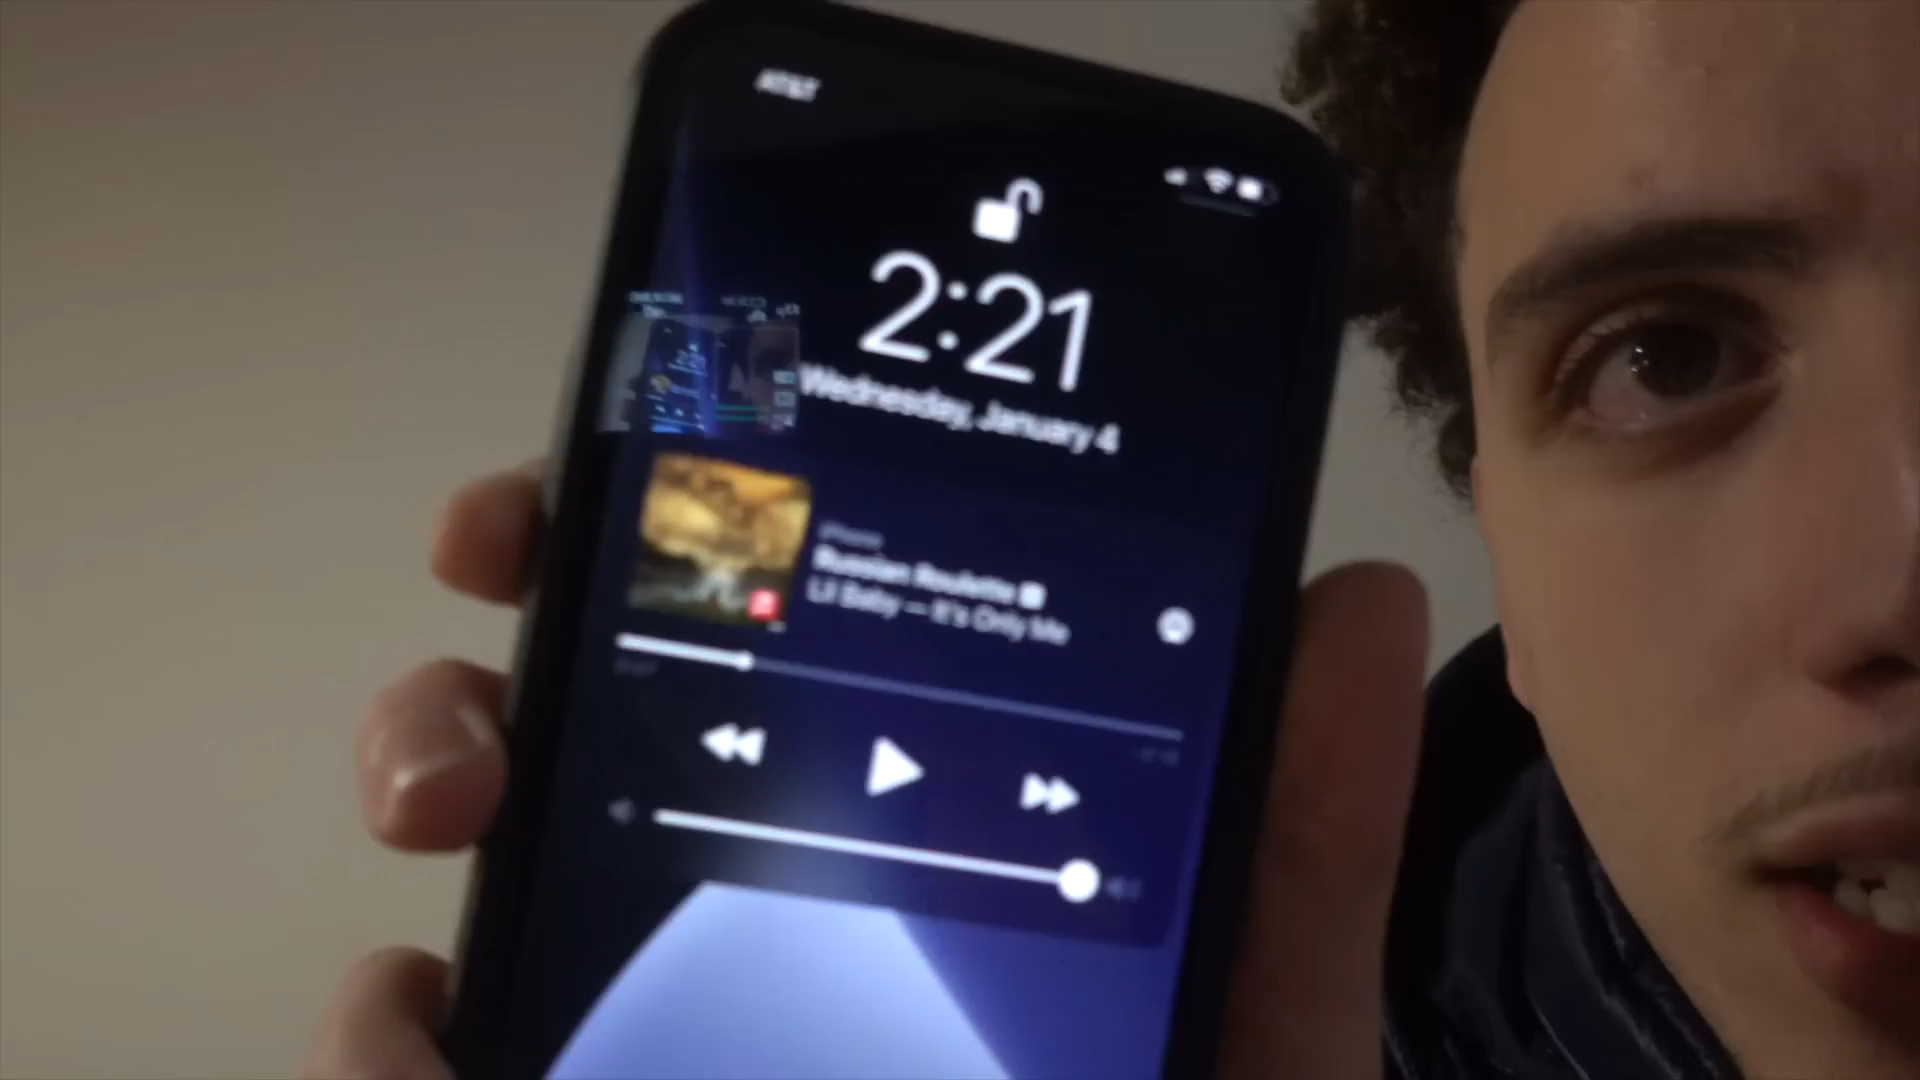 AT&T
2:21
Wednesday, January 4
iPhone
Russian Roulette
Lil Baby — It's Only Me